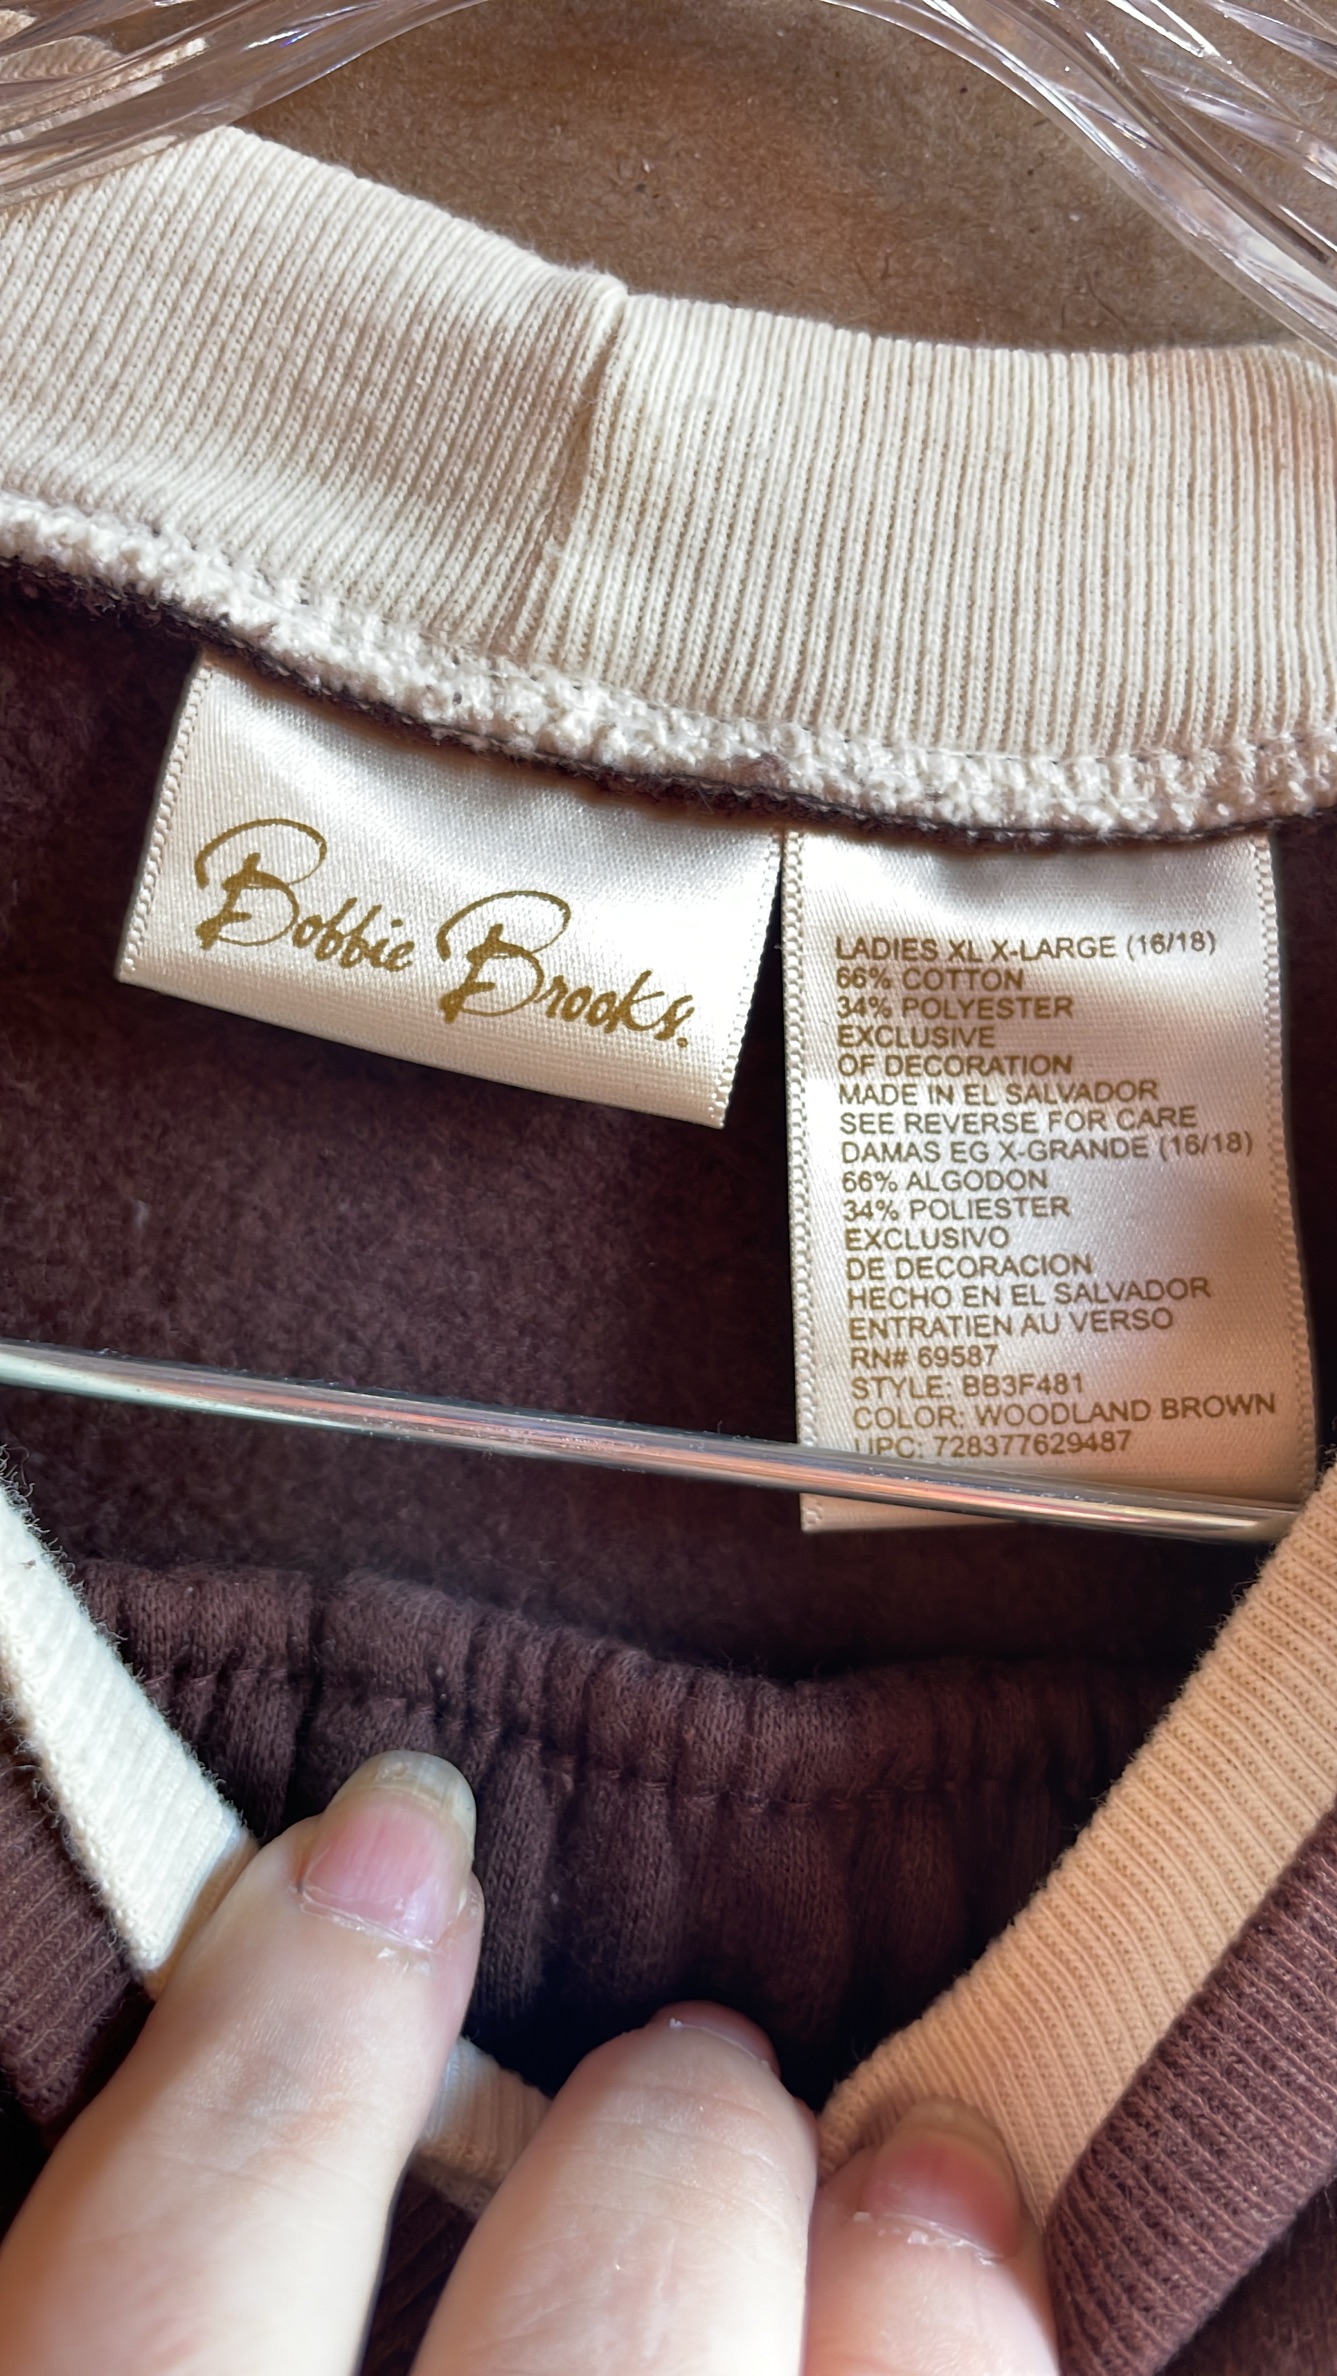 Bobbie Brooks.
LADIES XL X-LARGE (16/18)
66% COTTON
34% POLYESTER
EXCLUSIVE
OF DECORATION
MADE IN EL SALVADOR
SEE REVERSE FOR CARE
DAMAS EG X-GRANDE (16/18)
66% ALGODON
34% POLIESTER
EXCLUSIVO
DE DECORACION
HECHO EN EL SALVADOR
ENTRATIEN AU VERSO
RN# 69587
STYLE: BB3F481
COLOR: WOODLAND BROWN
UPC: 728377629487